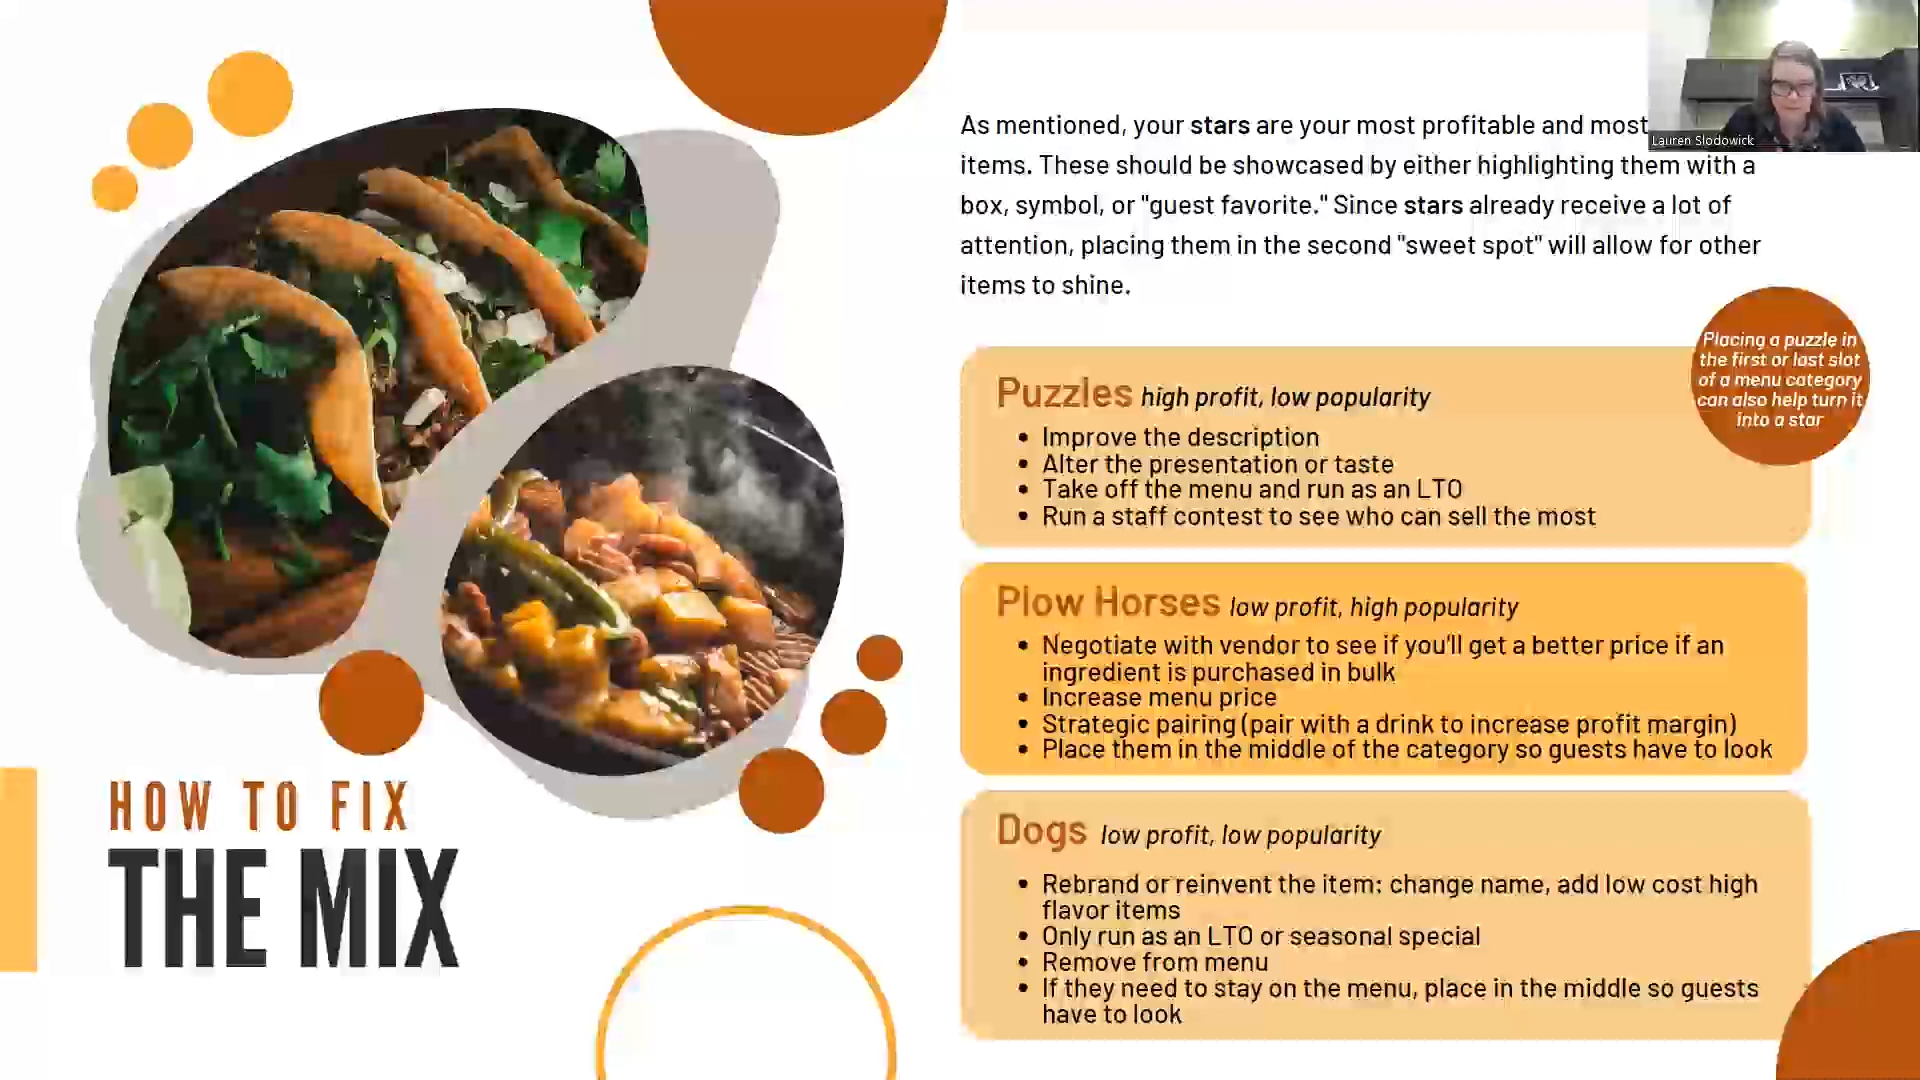 As mentioned, your stars are your most profitable and most
items. These should be showcased by either highlighting them with a
box, symbol, or "guest favorite." Since stars already receive a lot of
attention, placing them in the second "sweet spot" will allow for other
items to shine.
Lauren Slodowick
Placing a puzzle in
the first or last slot
of a menu category
can also help turn it
into a star
Puzzles high profit, low popularity
• Improve the description
• Alter the presentation or taste
• Take off the menu and run as an LTO
• Run a staff contest to see who can sell the most
Plow Horses low profit, high popularity
• Negotiate with vendor to see if you'll get a better price if an
ingredient is purchased in bulk
• Increase menu price
• Strategic pairing (pair with a drink to increase profit margin)
• Place them in the middle of the category so guests have to look
Dogs low profit, low popularity
• Rebrand or reinvent the item: change name, add low cost high
flavor items
• Only run as an LTO or seasonal special
• Remove from menu
• If they need to stay on the menu, place in the middle so guests
have to look
HOW TO FIX
THE MIX